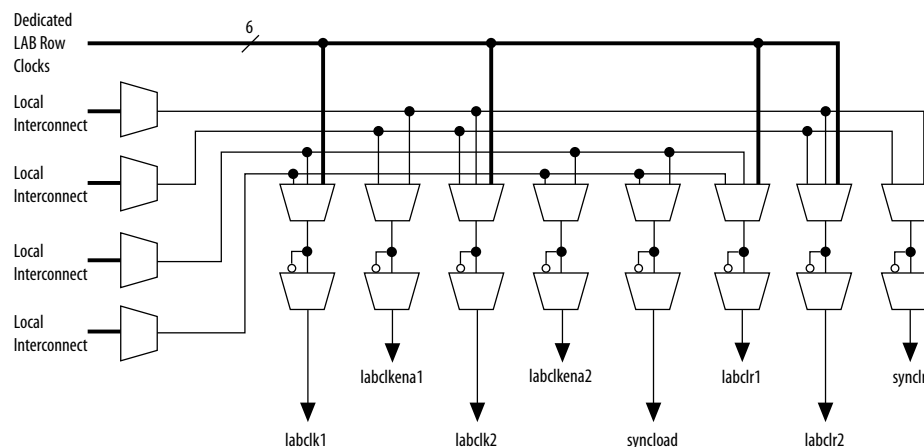 Dedicated
LAB Row
Clocks
6
Local
Interconnect
Local
Interconnect
Local
Interconnect
Local
Interconnect
labclkena1
labclkena2
labclr1
synclr
labclk1
labclk2
syncload
labclr2